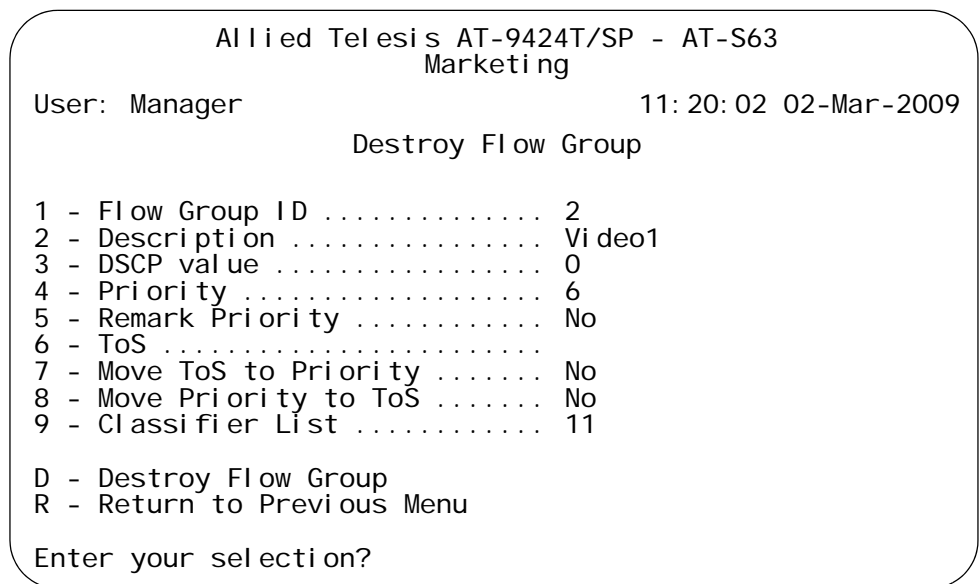 Allied Telesis AT-9424T/SP - AT-S63
Marketing
User: Manager 11:20:02 02-Mar-2009
Destroy Flow Group
1 - Flow Group ID .............. 2
2 - Description ................ Video1
3 - DSCP value ................. 0
4 - Priority ................... 6
5 - Remark Priority ............ No
6 - ToS ........................
7 - Move ToS to Priority ....... No
8 - Move Priority to ToS ....... No
9 - Classifier List ............ 11
D - Destroy Flow Group
R - Return to Previous Menu
Enter your selection?